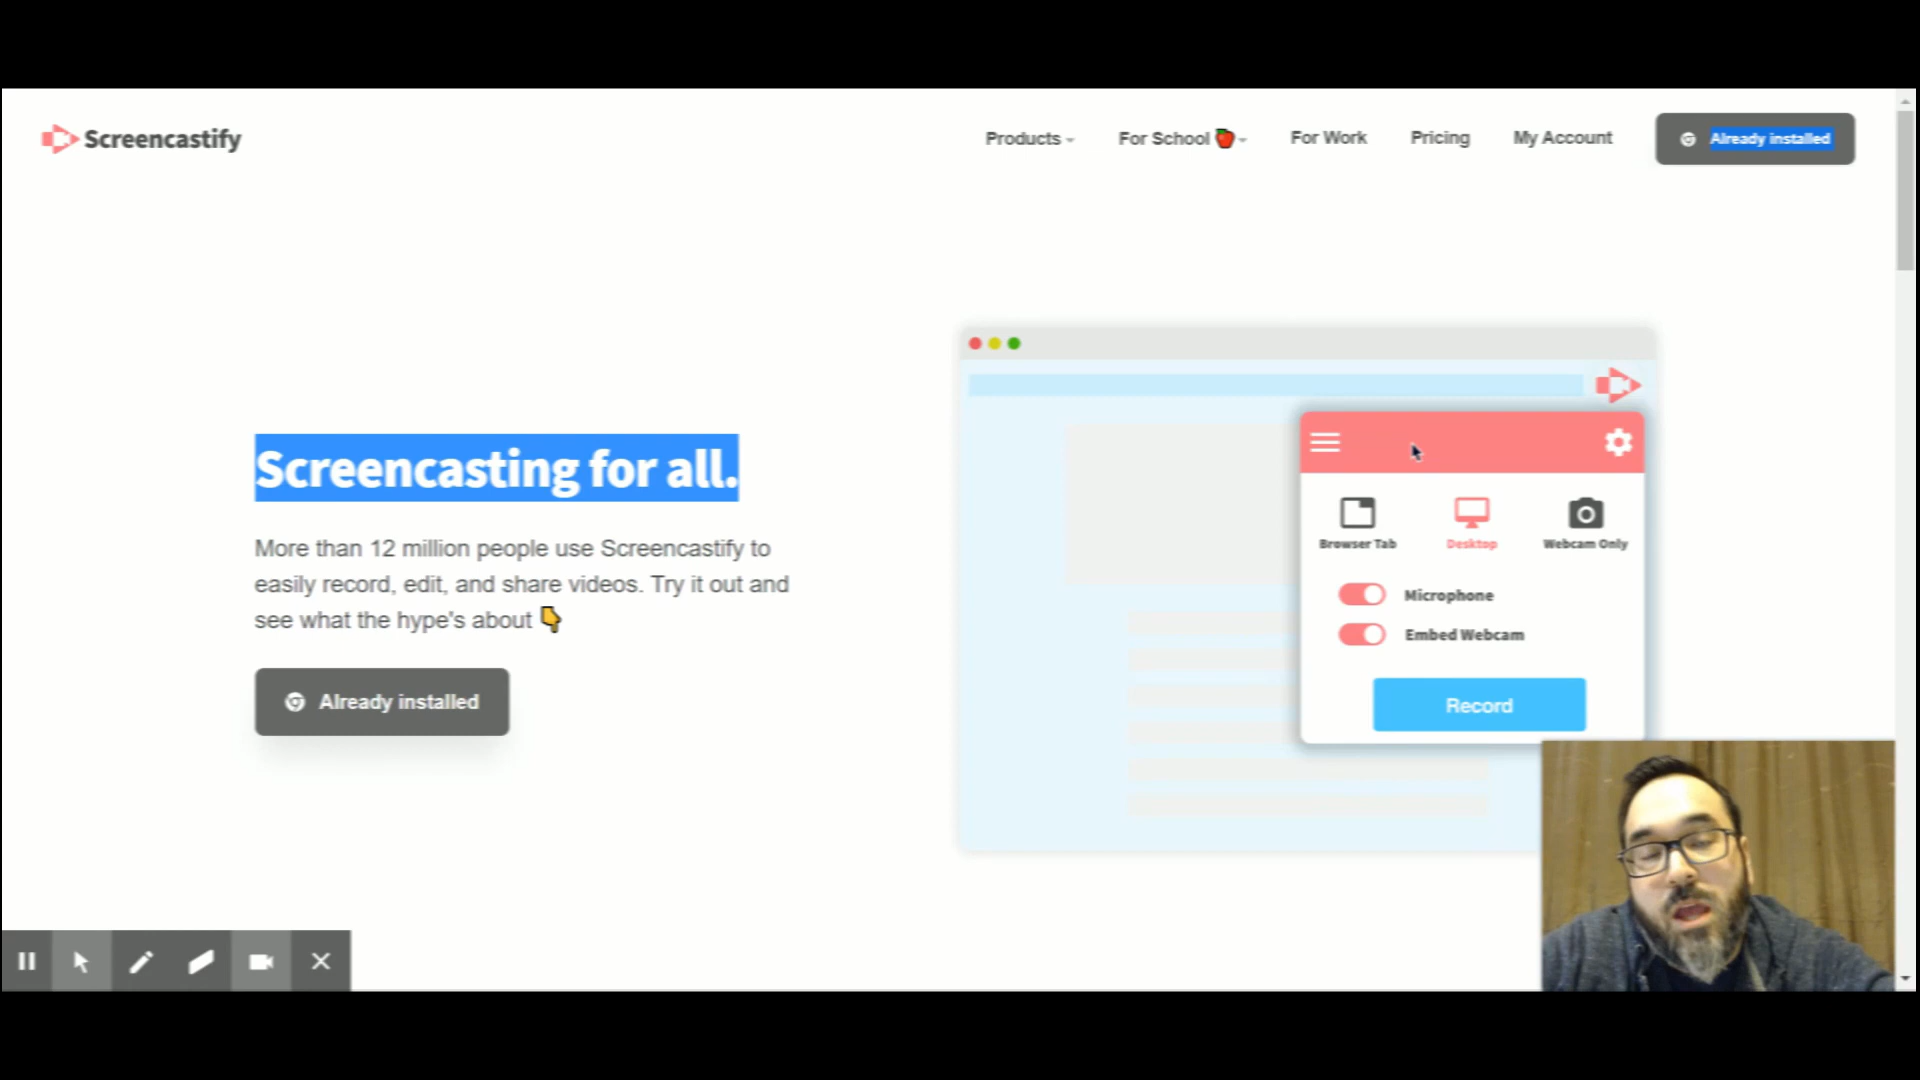 Screencastify
Products
For School
For Work
Pricing
My Account
Already installed
Screencasting for all.
More than 12 million people use Screencastify to
easily record, edit, and share videos. Try it out and
see what the hype's about
Already installed
Browser Tab
Desktop
Webcam Only
Microphone
Embed Webcam
Record